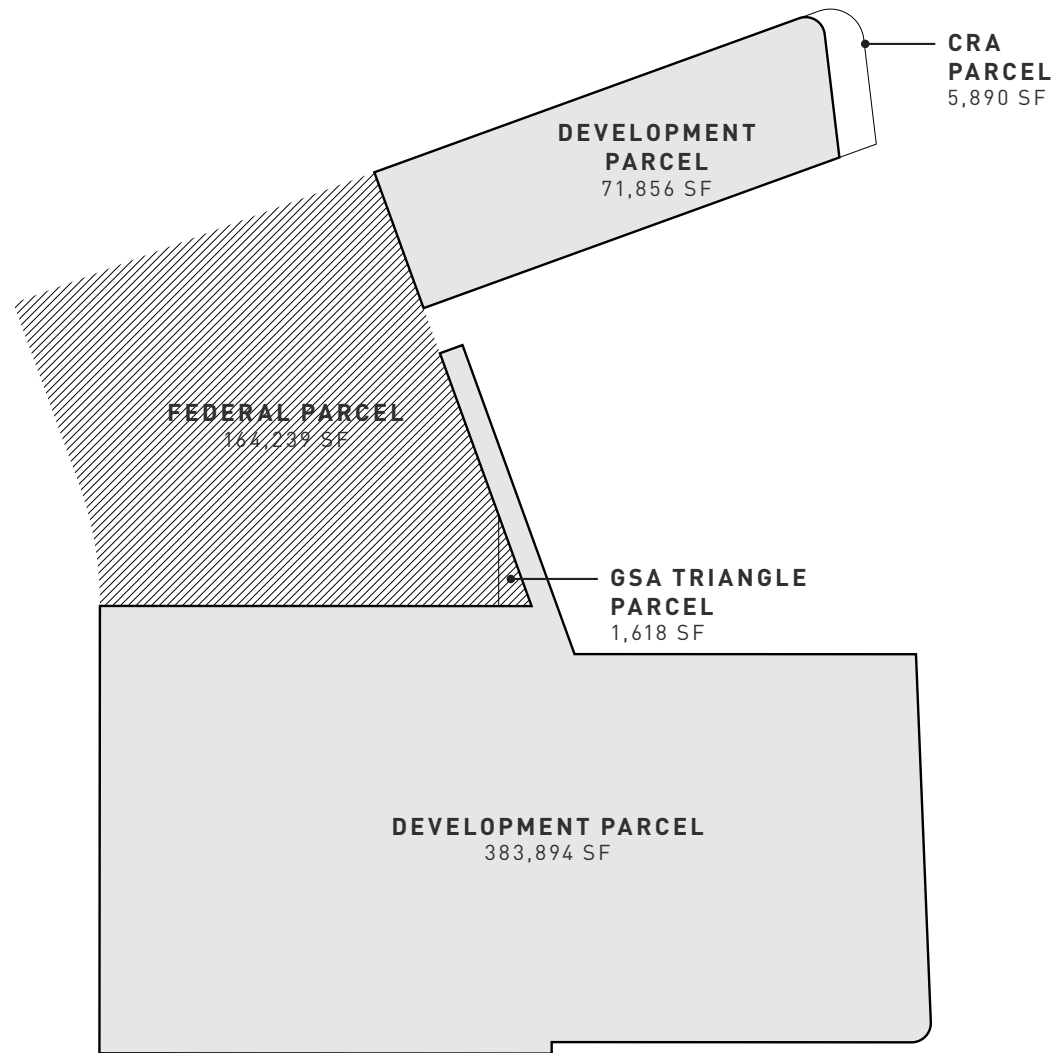 CRA
PARCEL
5,890 SF
DEVELOPMENT
PARCEL
71,856 SF
FEDERAL PARCEL
164,239 SF
GSA TRIANGLE
PARCEL
1,618 SF
DEVELOPMENT PARCEL
383,894 SF